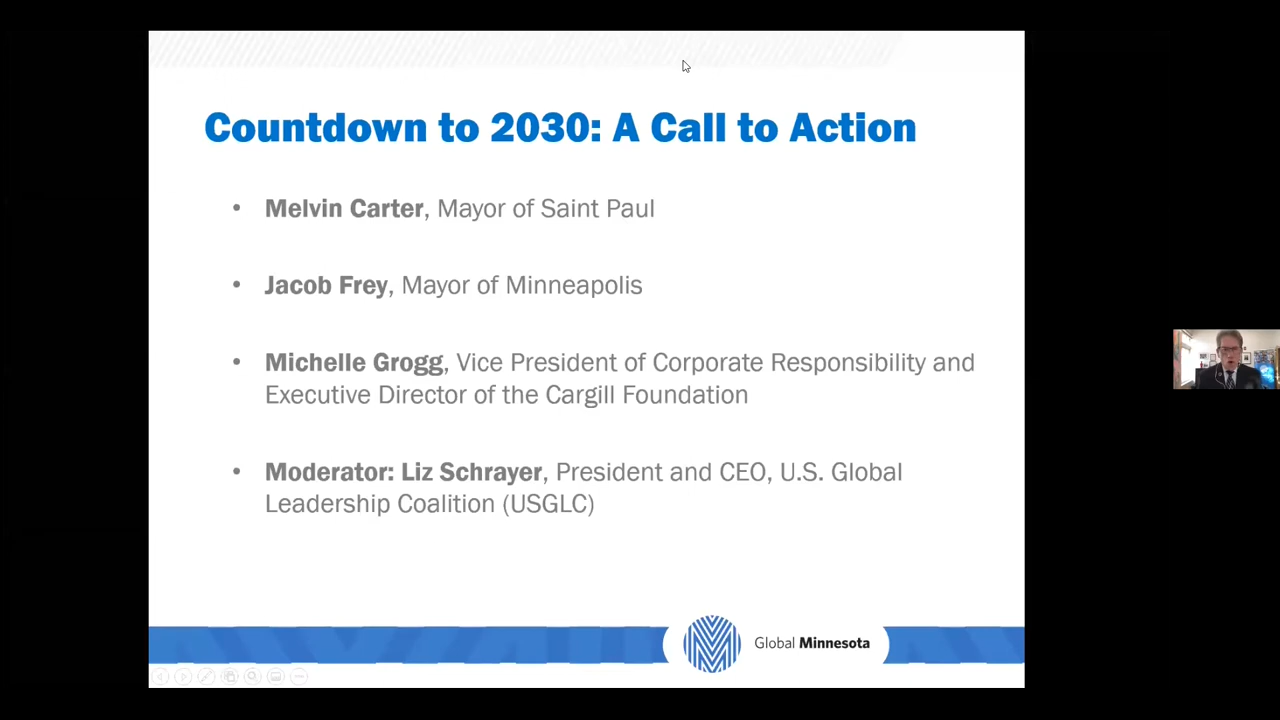 Countdown to 2030: A Call to Action
• Melvin Carter, Mayor of Saint Paul
• Jacob Frey, Mayor of Minneapolis
• Michelle Grogg, Vice President of Corporate Responsibility and
Executive Director of the Cargill Foundation
• Moderator: Liz Schrayer, President and CEO, U.S. Global
Leadership Coalition (USGLC)
Global Minnesota